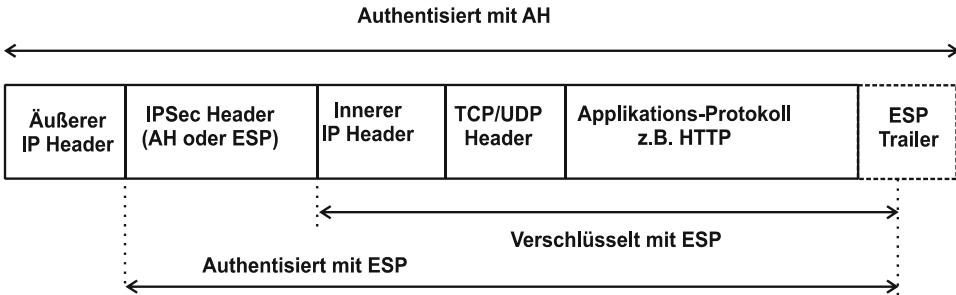 Authentisiert mit AH
Äußerer
IP Header
IPSec Header
(AH oder ESP)
Innerer
IP Header
TCP/UDP
Header
Applikations-Protokoll
z.B. HTTP
ESP
Trailer
Verschlüsselt mit ESP
Authentisiert mit ESP